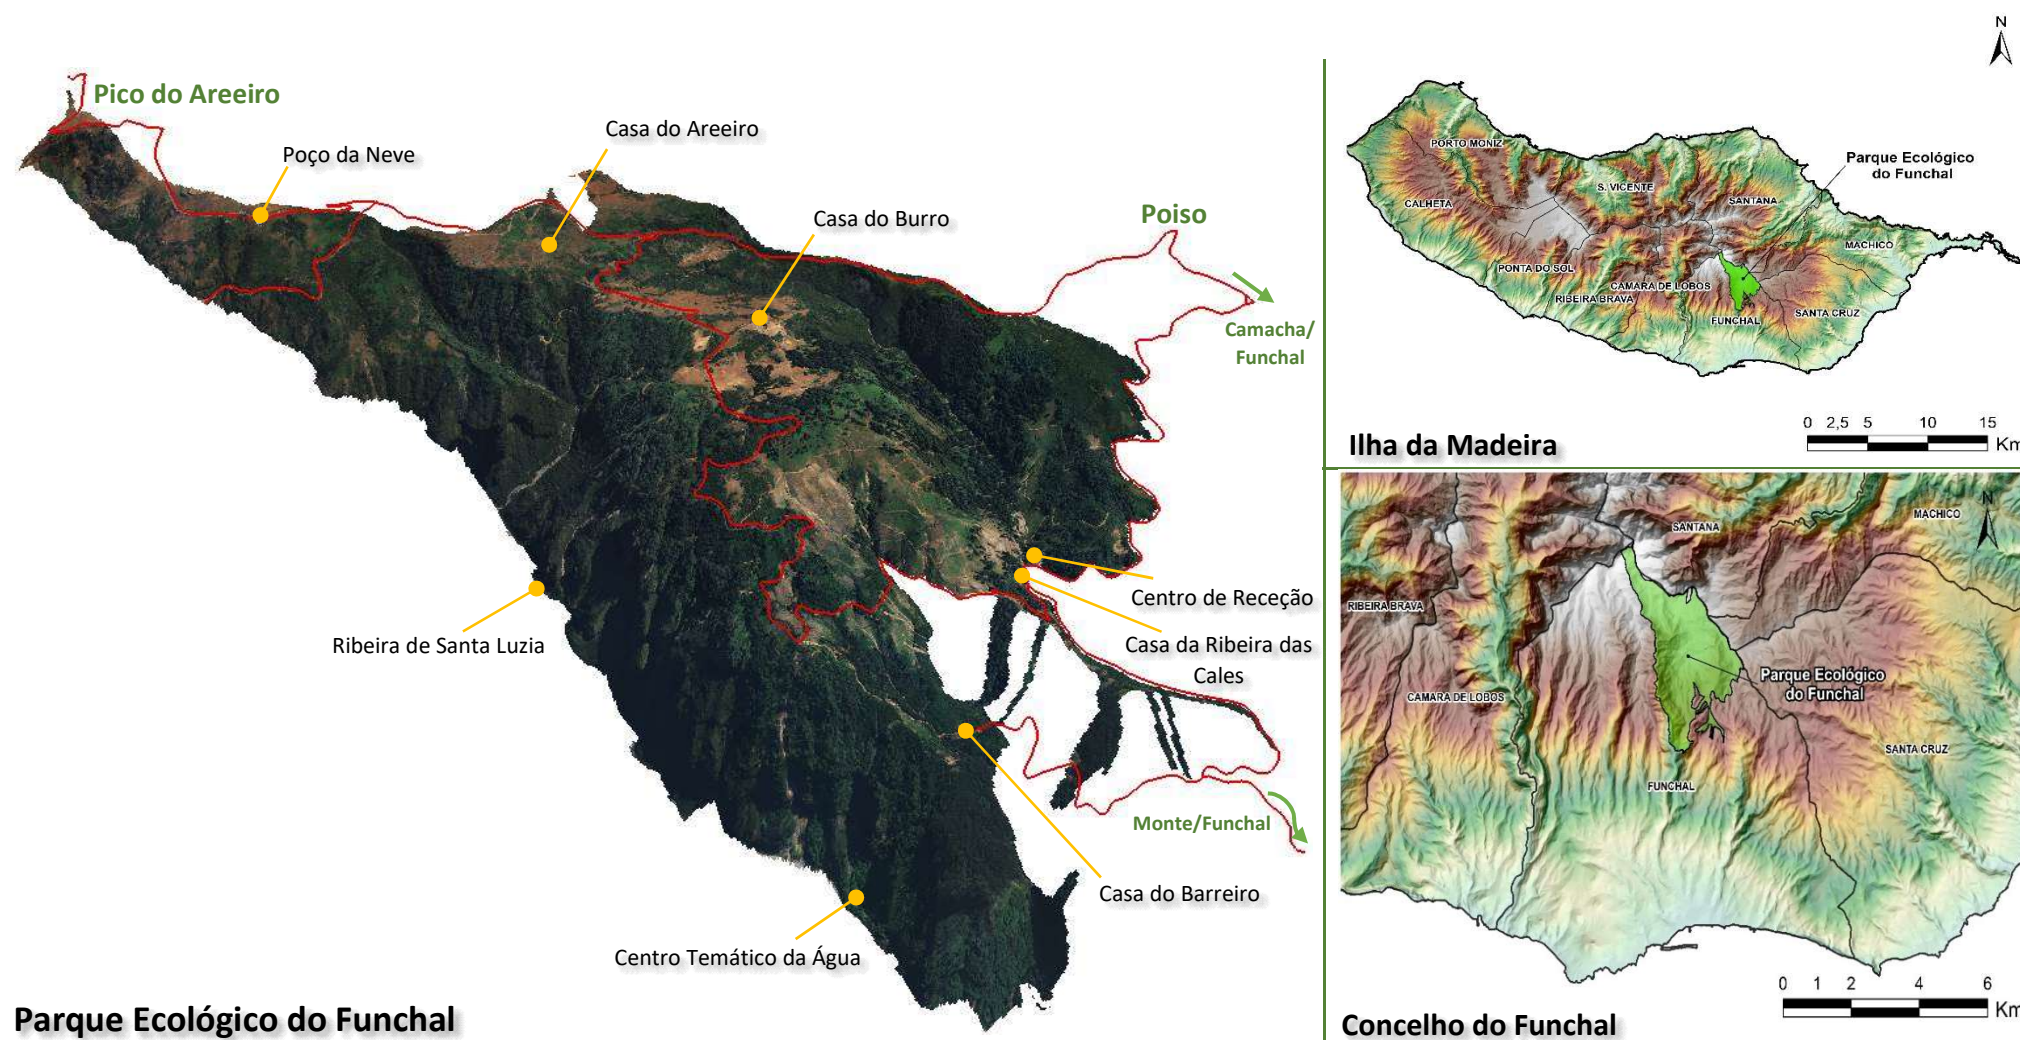 Pico do Areeiro
Poço da Neve
Casa do Areeiro
Casa do Burro
Poiso
Camacha/
Funchal
Centro de Receção
Casa da Ribeira das
Cales
Ribeira de Santa Luzia
Monte/Funchal
Casa do Barreiro
Centro Temático da Água
Parque Ecológico do Funchal
N
PORTO MONIZ
S. VICENTE
Parque Ecológico
do Funchal
CALHETA
SANTANA
MACHICO
PONTA DO SOL
CAMARA DE LOBOS
RIBEIRA BRAVA
SANTA CRUZ
FUNCHAL
0 2,5 5 10 15
Km
Ilha da Madeira
N
MACHICO
SANTANA
RIBEIRA BRAVA
Parque Ecológico
do Funchal
CAMARA DE LOBOS
SANTA CRUZ
FUNCHAL
0 1 2 4 6
Km
Concelho do Funchal